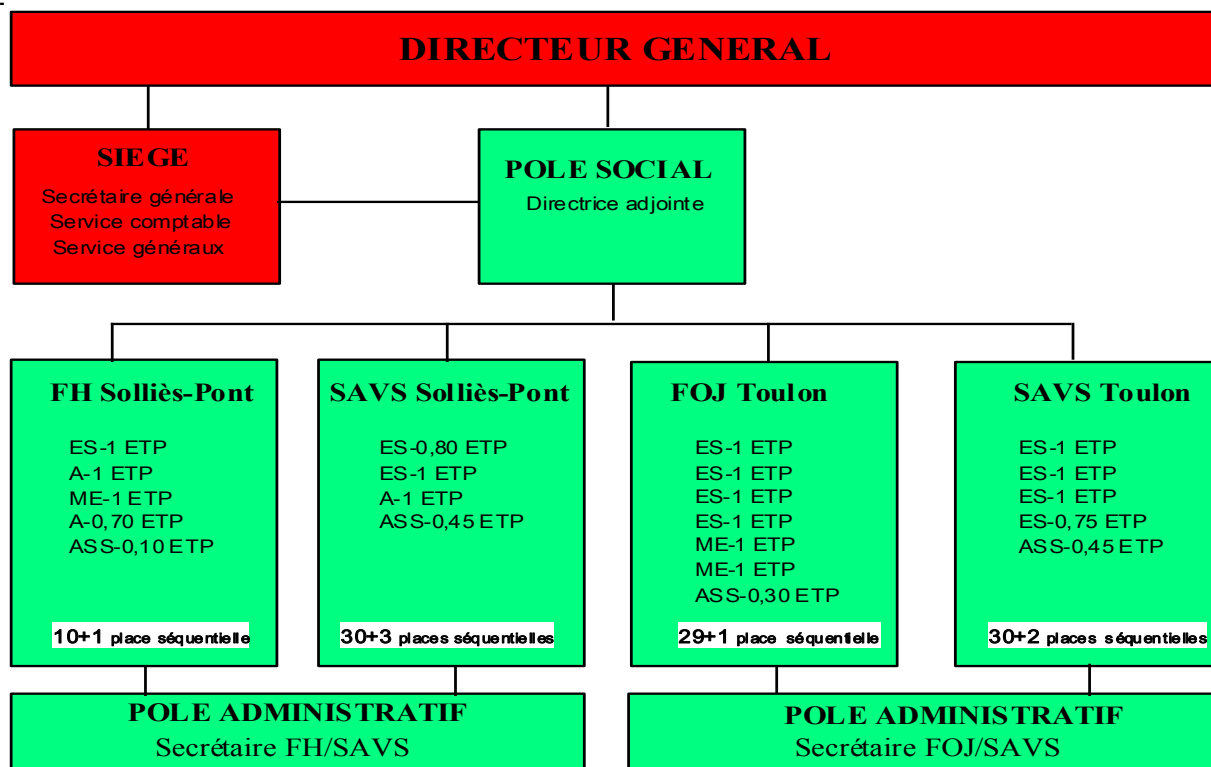 DIRECTEUR GENERAL
SIEGE
Secrétaire générale
Service comptable
Service généraux
POLE SOCIAL
Directrice adjointe
FH Solliès-Pont
ES-1 ETP
A-1 ETP
ME-1 ETP
A-0,70 ETP
ASS-0,10 ETP
10+1 place séquentielle
SAVS Solliès-Pont
ES-0,80 ETP
ES-1 ETP
A-1 ETP
ASS-0,45 ETP
30+3 places séquentielles
FOJ Toulon
ES-1 ETP
ES-1 ETP
ES-1 ETP
ES-1 ETP
ME-1 ETP
ME-1 ETP
ASS-0,30 ETP
29+1 place séquentielle
SAVS Toulon
ES-1 ETP
ES-1 ETP
ES-1 ETP
ES-0,75 ETP
ASS-0,45 ETP
30+2 places séquentielles
POLE ADMINISTRATIF
Secrétaire FH/SAVS
POLE ADMINISTRATIF
Secrétaire FOJ/SAVS